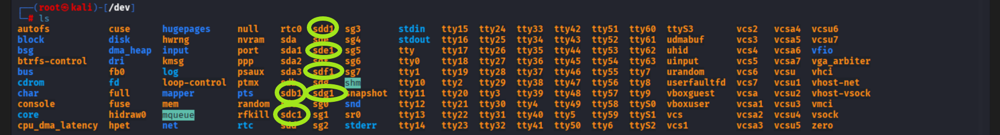 ┌──(root㉿kali)-[/dev]
└─# ls
autofs cuse hugepages null rtc0 sdd1 sg3 stdin tty15 tty24 tty33 tty42 tty51 tty60 ttyS3 vcs2 vcsa4 vcsu6
block disk hwrng nvram sda sde sg4 stdout tty16 tty25 tty34 tty43 tty52 tty61 udmabuf vcs3 vcsa5 vcsu7
bsg dma_heap input port sda1 sde1 sg5 tty tty17 tty26 tty35 tty44 tty53 tty62 uhid vcs4 vcsa6 vfio
btrfs-control dri kmsg ppp sda2 sdf sg6 tty0 tty18 tty27 tty36 tty45 tty54 tty63 uinput vcs5 vcsa7 vga_arbiter
bus fb0 log psaux sda3 sdf1 sg7 tty1 tty19 tty28 tty37 tty46 tty55 tty7 urandom vcs6 vcsu vhci
cdrom fd loop-control ptmx sdb sdg shm tty10 tty2 tty29 tty38 tty47 tty56 tty8 userfaultfd vcs7 vcsu1 vhost-net
char full mapper pts sdb1 sdg1 snapshot tty11 tty20 tty3 tty39 tty48 tty57 tty9 vboxguest vcsa vcsu2 vhost-vsock
console fuse mem random sg0 snd tty12 tty21 tty30 tty4 tty49 tty58 ttyS0 vboxuser vcsa1 vcsu3 vmci
core hidraw0 mqueue rfkill sdc1 sg1 sr0 tty13 tty22 tty31 tty40 tty5 tty59 ttyS1 vcs vcsa2 vcsu4 vsock
cpu_dma_latency hpet net rtc sdd sg2 stderr tty14 tty23 tty32 tty41 tty50 tty6 ttyS2 vcs1 vcsa3 vcsu5 zero